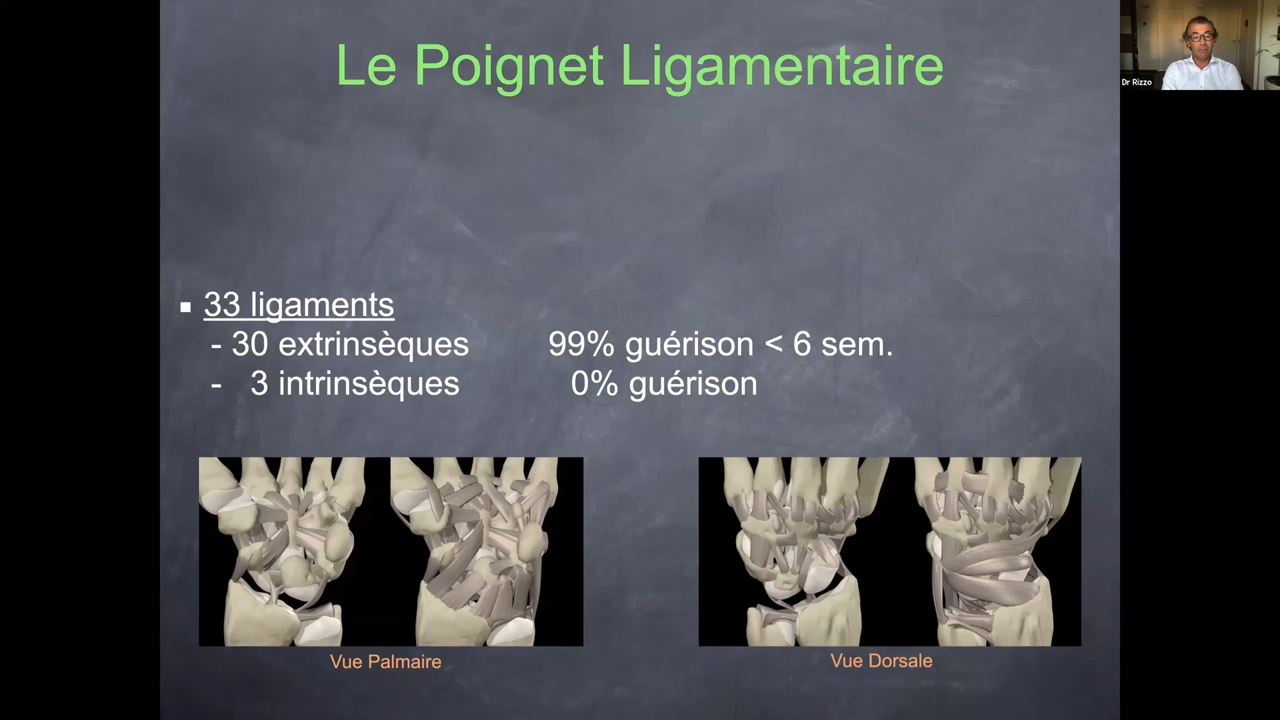 Le Poignet Ligamentaire
Dr Rizzo
▪ 33 ligaments
- 30 extrinsèques 99% guérison < 6 sem.
- 3 intrinsèques 0% guérison
Vue Palmaire
Vue Dorsale